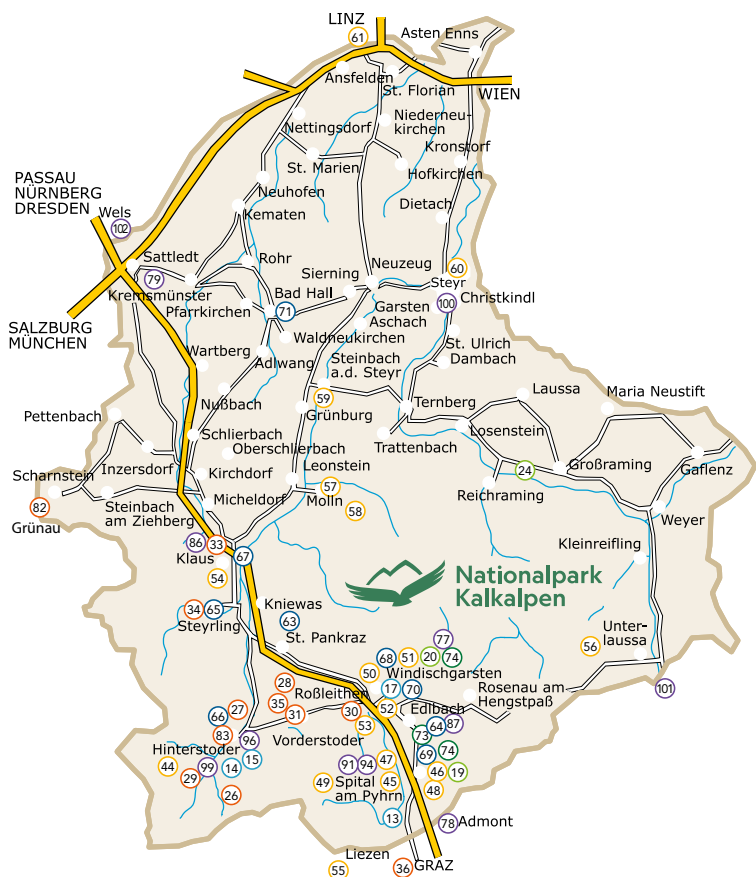 LINZ
61
Asten Enns
Ansfelden
St. Florian
WIEN
Niederneu-
kirchen
Nettingsdorf
Kronstorf
St. Marien
Hofkirchen
PASSAU
NÜRNBERG
DRESDEN
Neuhofen
Kematen
Dietach
Wels
102
Sattledt
79
Rohr
Sierning
Neuzeug
60
Steyr
Kremsmünster
Bad Hall
100
Christkindl
Pfarrkirchen
71
Garsten
Aschach
SALZBURG
MÜNCHEN
Waldneukirchen
St. Ulrich
Dambach
Wartberg
Adlwang
Steinbach
a.d. Steyr
Nußbach
59
Grünburg
Ternberg
Laussa
Maria Neustift
Pettenbach
Schlierbach
Oberschlierbach
Trattenbach
Losenstein
Inzersdorf
Kirchdorf
Leonstein
24
Großraming
Gaflenz
Scharnstein
82
Grünau
Steinbach
am Ziehberg
Micheldorf
57
Molln
58
Reichraming
Weyer
86
33
Klaus
67
54
Kleinreifling
Nationalpark
Kalkalpen
34
65
Steyrling
Kniewas
63
St. Pankraz
77
56
Unter-
laussa
68
51
20
74
50
Windischgarsten
28
Roßleithen
17
70
Rosenau am
Hengstpaß
101
66
27
35
31
30
52
Edlbach
53
73
64
87
83
96
Vorderstoder
Hinterstoder
15
69
74
44
99
14
91
94
47
46
19
29
49
Spital
am Pyhrn
45
48
26
13
78
Admont
Liezen
55
36
GRAZ